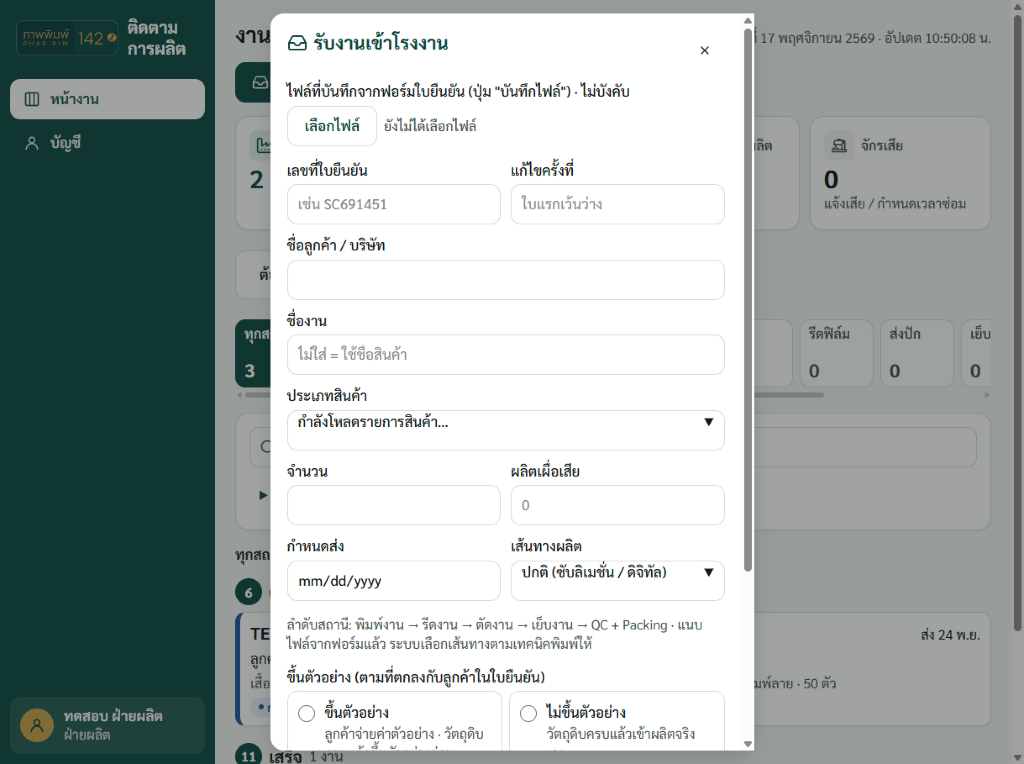 ภาพพิมพ์
PHAP PIM
142
ติดตาม
การผลิต
หน้างาน
บัญชี
ทดสอบ ฝ่ายผลิต
ฝ่ายผลิต
งาน
17 พฤศจิกายน 2569 · อัปเดต 10:50:08 น.
2
จักรเสีย
0
แจ้งเสีย / กำหนดเวลาซ่อม
3
รีดฟิล์ม
0
ส่งปัก
0
เย็บ
0
6
TE
ส่ง 24 พ.ย.
มพ์ลาย · 50 ตัว
11 เสร็จ 1 งาน
รับงานเข้าโรงงาน
×
ไฟล์ที่บันทึกจากฟอร์มใบยืนยัน (ปุ่ม "บันทึกไฟล์") · ไม่บังคับ
เลือกไฟล์ ยังไม่ได้เลือกไฟล์
เลขที่ใบยืนยัน แก้ไขครั้งที่
เช่น SC691451 ใบแรกเว้นว่าง
ชื่อลูกค้า / บริษัท
ชื่องาน
ไม่ใส่ = ใช้ชื่อสินค้า
ประเภทสินค้า
กำลังโหลดรายการสินค้า...
จำนวน ผลิตเผื่อเสีย
0
กำหนดส่ง เส้นทางผลิต
mm/dd/yyyy ปกติ (ซับลิเมชั่น / ดิจิทัล)
ลำดับสถานี: พิมพ์งาน → รีดงาน → ตัดงาน → เย็บงาน → QC + Packing · แนบ
ไฟล์จากฟอร์มแล้ว ระบบเลือกเส้นทางตามเทคนิคพิมพ์ให้
ขึ้นตัวอย่าง (ตามที่ตกลงกับลูกค้าในใบยืนยัน)
ขึ้นตัวอย่าง
ลูกค้าจ่ายค่าตัวอย่าง · วัตถุดิบ
ไม่ขึ้นตัวอย่าง
วัตถุดิบครบแล้วเข้าผลิตจริง